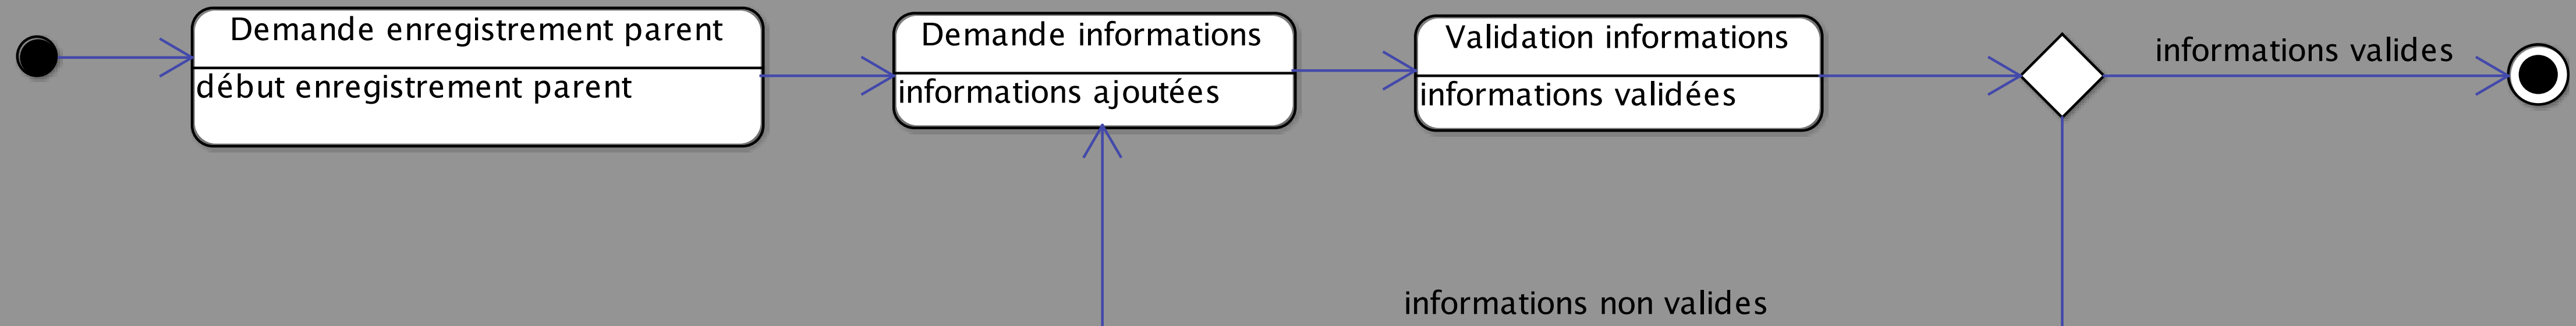 Demande enregistrement parent
début enregistrement parent
Demande informations
informations ajoutées
Validation informations
informations validées
informations valides
informations non valides